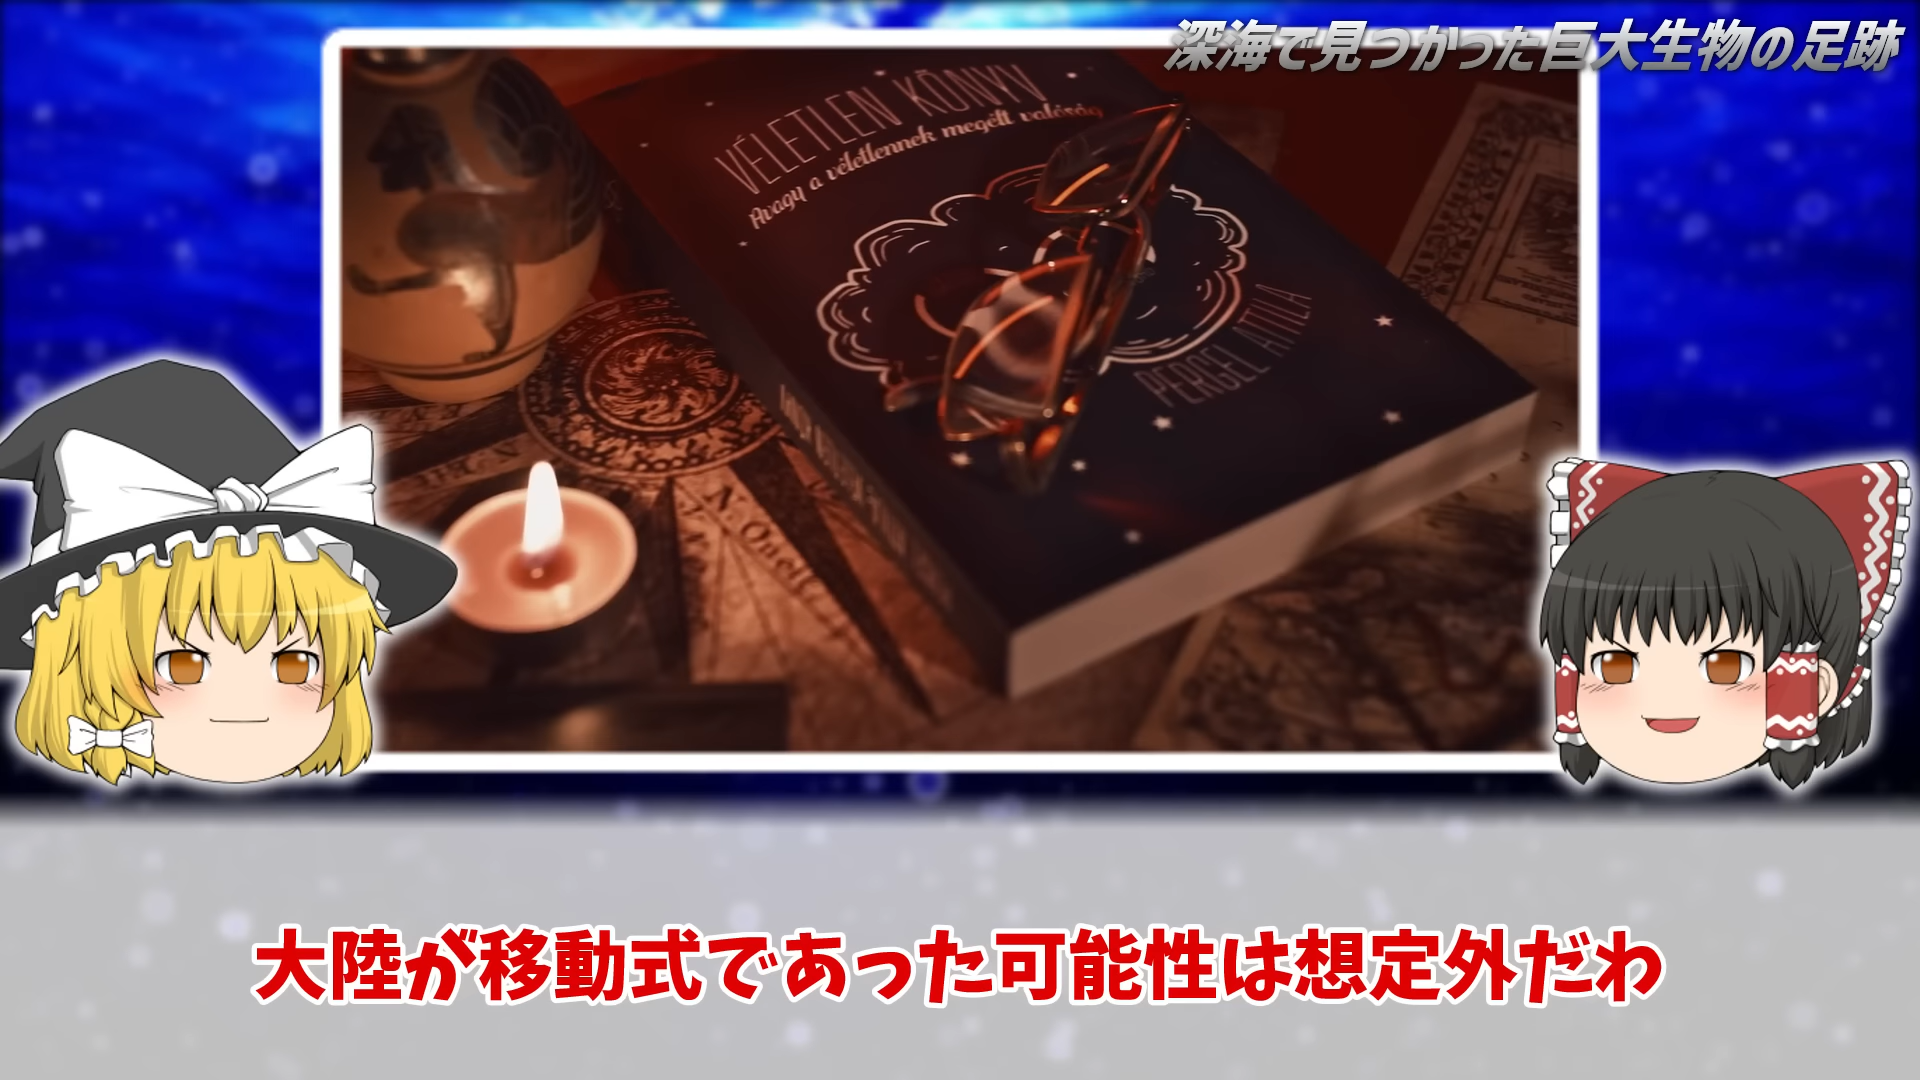 深海で見つかった巨大生物の足跡
VÉLETLEN KÖNYV
Avagy a véletlennek megélt valóság
PERGEL ATTILA
大陸が移動式であった可能性は想定外だわ